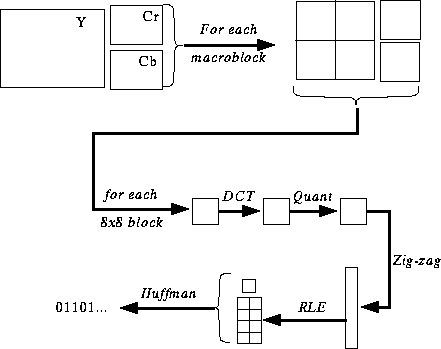 Y
Cr
Cb
For each
macroblock
for each
8x8 block
DCT
Quant
Zig-zag
RLE
Huffman
01101...